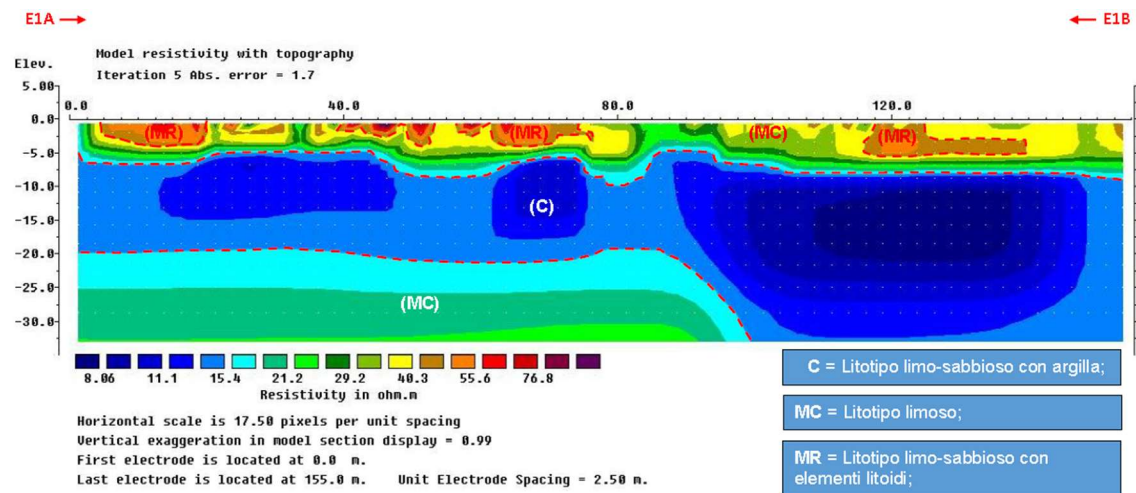 E1A
E1B
Model resistivity with topography
Iteration 5 Abs. error = 1.7
Elev.
5.00
0.0 40.0 80.0 120.0
0.0
-5.0
-10.0
-15.0
-20.0
-25.0
-30.0
(MR) (MR) (MC) (MR)
(C)
(MC)
8.06 11.1 15.4 21.2 29.2 40.3 55.6 76.8
Resistivity in ohm.m
Horizontal scale is 17.50 pixels per unit spacing
Vertical exaggeration in model section display = 0.99
First electrode is located at 0.0 m.
Last electrode is located at 155.0 m. Unit Electrode Spacing = 2.50 m.
C = Litotipo limo-sabbioso con argilla;
MC = Litotipo limoso;
MR = Litotipo limo-sabbioso con
elementi litoidi;